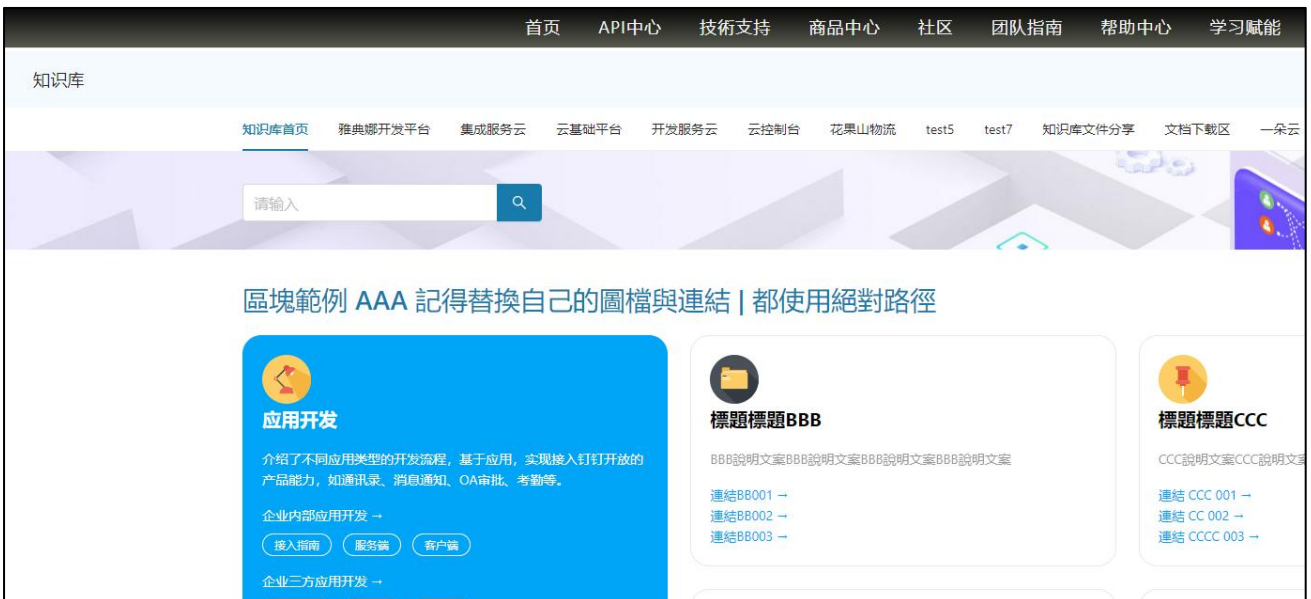 首页 API中心 技術支持 商品中心 社区 团队指南 帮助中心 学习赋能
知识库
知识库首页 雅典娜开发平台 集成服务云 云基础平台 开发服务云 云控制台 花果山物流 test5 test7 知识库文件分享 文档下载区 一朵云
请输入
區塊範例 AAA 記得替換自己的圖檔與連結 | 都使用絕對路徑
应用开发
介绍了不同应用类型的开发流程，基于应用，实现接入钉钉开放的
产品能力，如通讯录、消息通知、OA审批、考勤等。
企业内部应用开发 →
接入指南 服务端 客户端
企业三方应用开发 →
標題標題BBB
BBB說明文案BBB說明文案BBB說明文案BBB說明文案
連結BB001 →
連結BB002 →
連結BB003 →
標題標題CCC
CCC說明文案CCC說明文案
連結 CCC 001 →
連結 CC 002 →
連結 CCCC 003 →